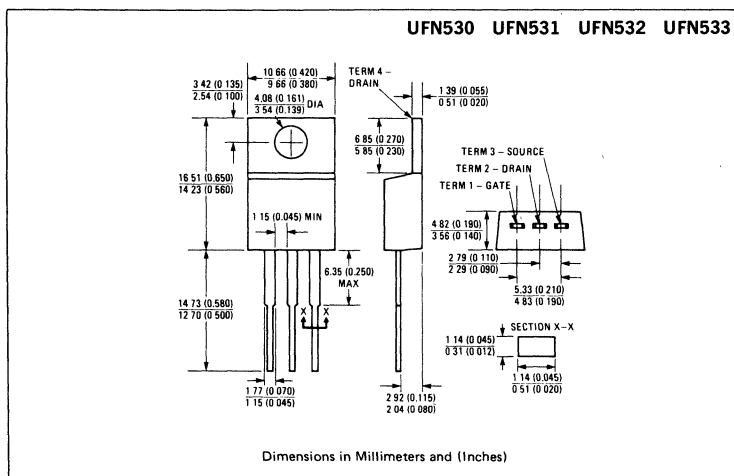 UFN530 UFN531 UFN532 UFN533
10 66 (0 420)
9 66 (0 380)
TERM 4 –
DRAIN
3 42 (0 135)
2.54 (0 100)
4.08 (0 161) DIA
3 54 (0.139)
1 39 (0 055)
0 51 (0 020)
6 85 (0 270)
5 85 (0 230)
TERM 3 – SOURCE
TERM 2 – DRAIN
TERM 1 – GATE
16 51 (0.650)
14 23 (0 560)
1 15 (0 045) MIN
4 82 (0 190)
3 56 (0 140)
6.35 (0.250)
MAX
2 79 (0 110)
2 29 (0 090)
5.33 (0 210)
4 83 (0 190)
14 73 (0.580)
12 70 (0 500)
X X
SECTION X–X
1 14 (0 045)
0 31 (0 012)
1 77 (0 070)
1 15 (0 045)
2 92 (0.115)
2 04 (0 080)
1 14 (0.045)
0 51 (0 020)
Dimensions in Millimeters and (Inches)